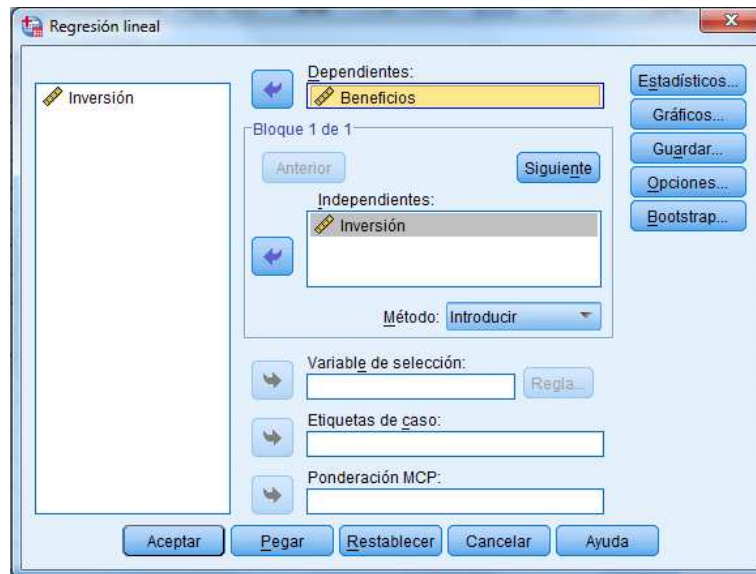 Regresión lineal
Inversión
Dependientes:
Beneficios
Bloque 1 de 1
Anterior
Siguiente
Independientes:
Inversión
Método: Introducir
Variable de selección:
Regla...
Etiquetas de caso:
Ponderación MCP:
Estadísticos...
Gráficos...
Guardar...
Opciones...
Bootstrap...
Aceptar
Pegar
Restablecer
Cancelar
Ayuda